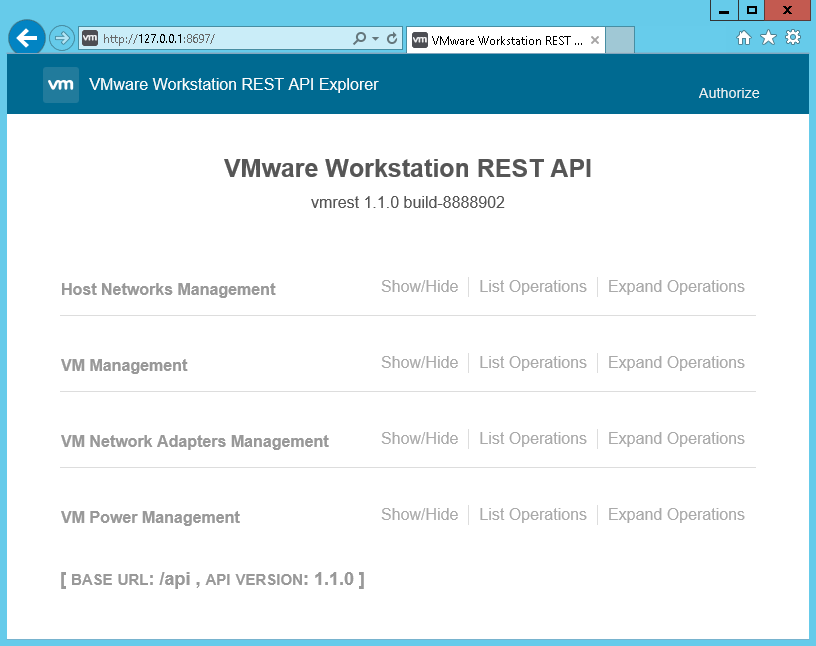 X
vm http://127.0.0.1:8697/
vm VMware Workstation REST ... ×
vm VMware Workstation REST API Explorer
Authorize
VMware Workstation REST API
vmrest 1.1.0 build-8888902
Host Networks Management Show/Hide List Operations Expand Operations
VM Management Show/Hide List Operations Expand Operations
VM Network Adapters Management Show/Hide List Operations Expand Operations
VM Power Management Show/Hide List Operations Expand Operations
[ BASE URL: /api , API VERSION: 1.1.0 ]